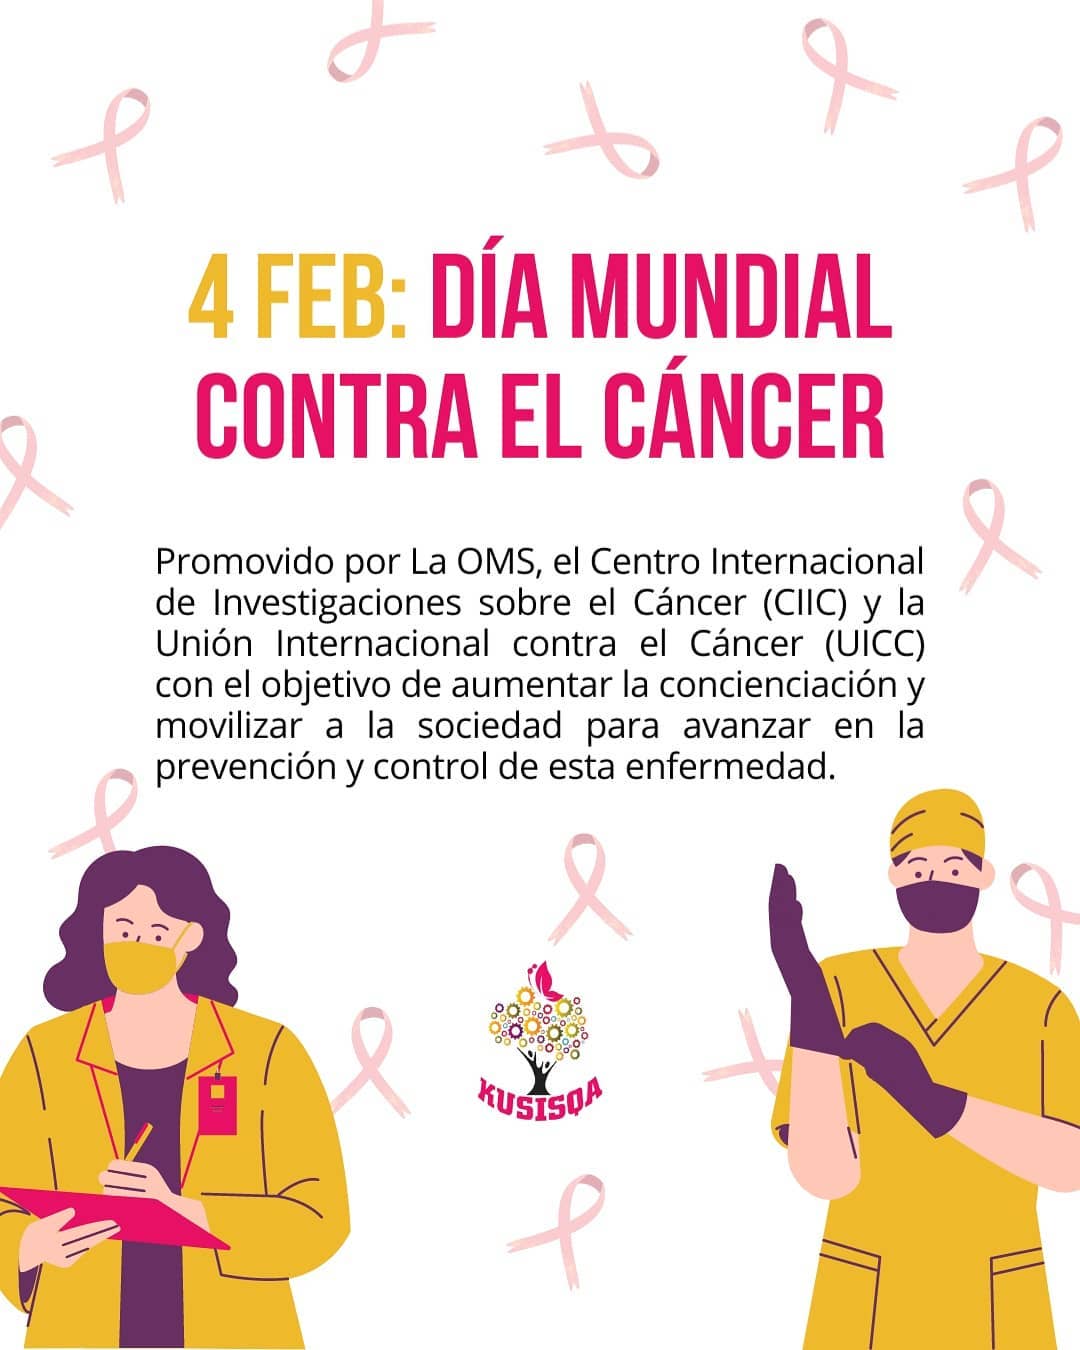 4 FEB: DÍA MUNDIAL
CONTRA EL CÁNCER
Promovido por La OMS, el Centro Internacional
de Investigaciones sobre el Cáncer (CIIC) y la
Unión Internacional contra el Cáncer (UICC)
con el objetivo de aumentar la concienciación y
movilizar a la sociedad para avanzar en la
prevención y control de esta enfermedad.
KUSISQA